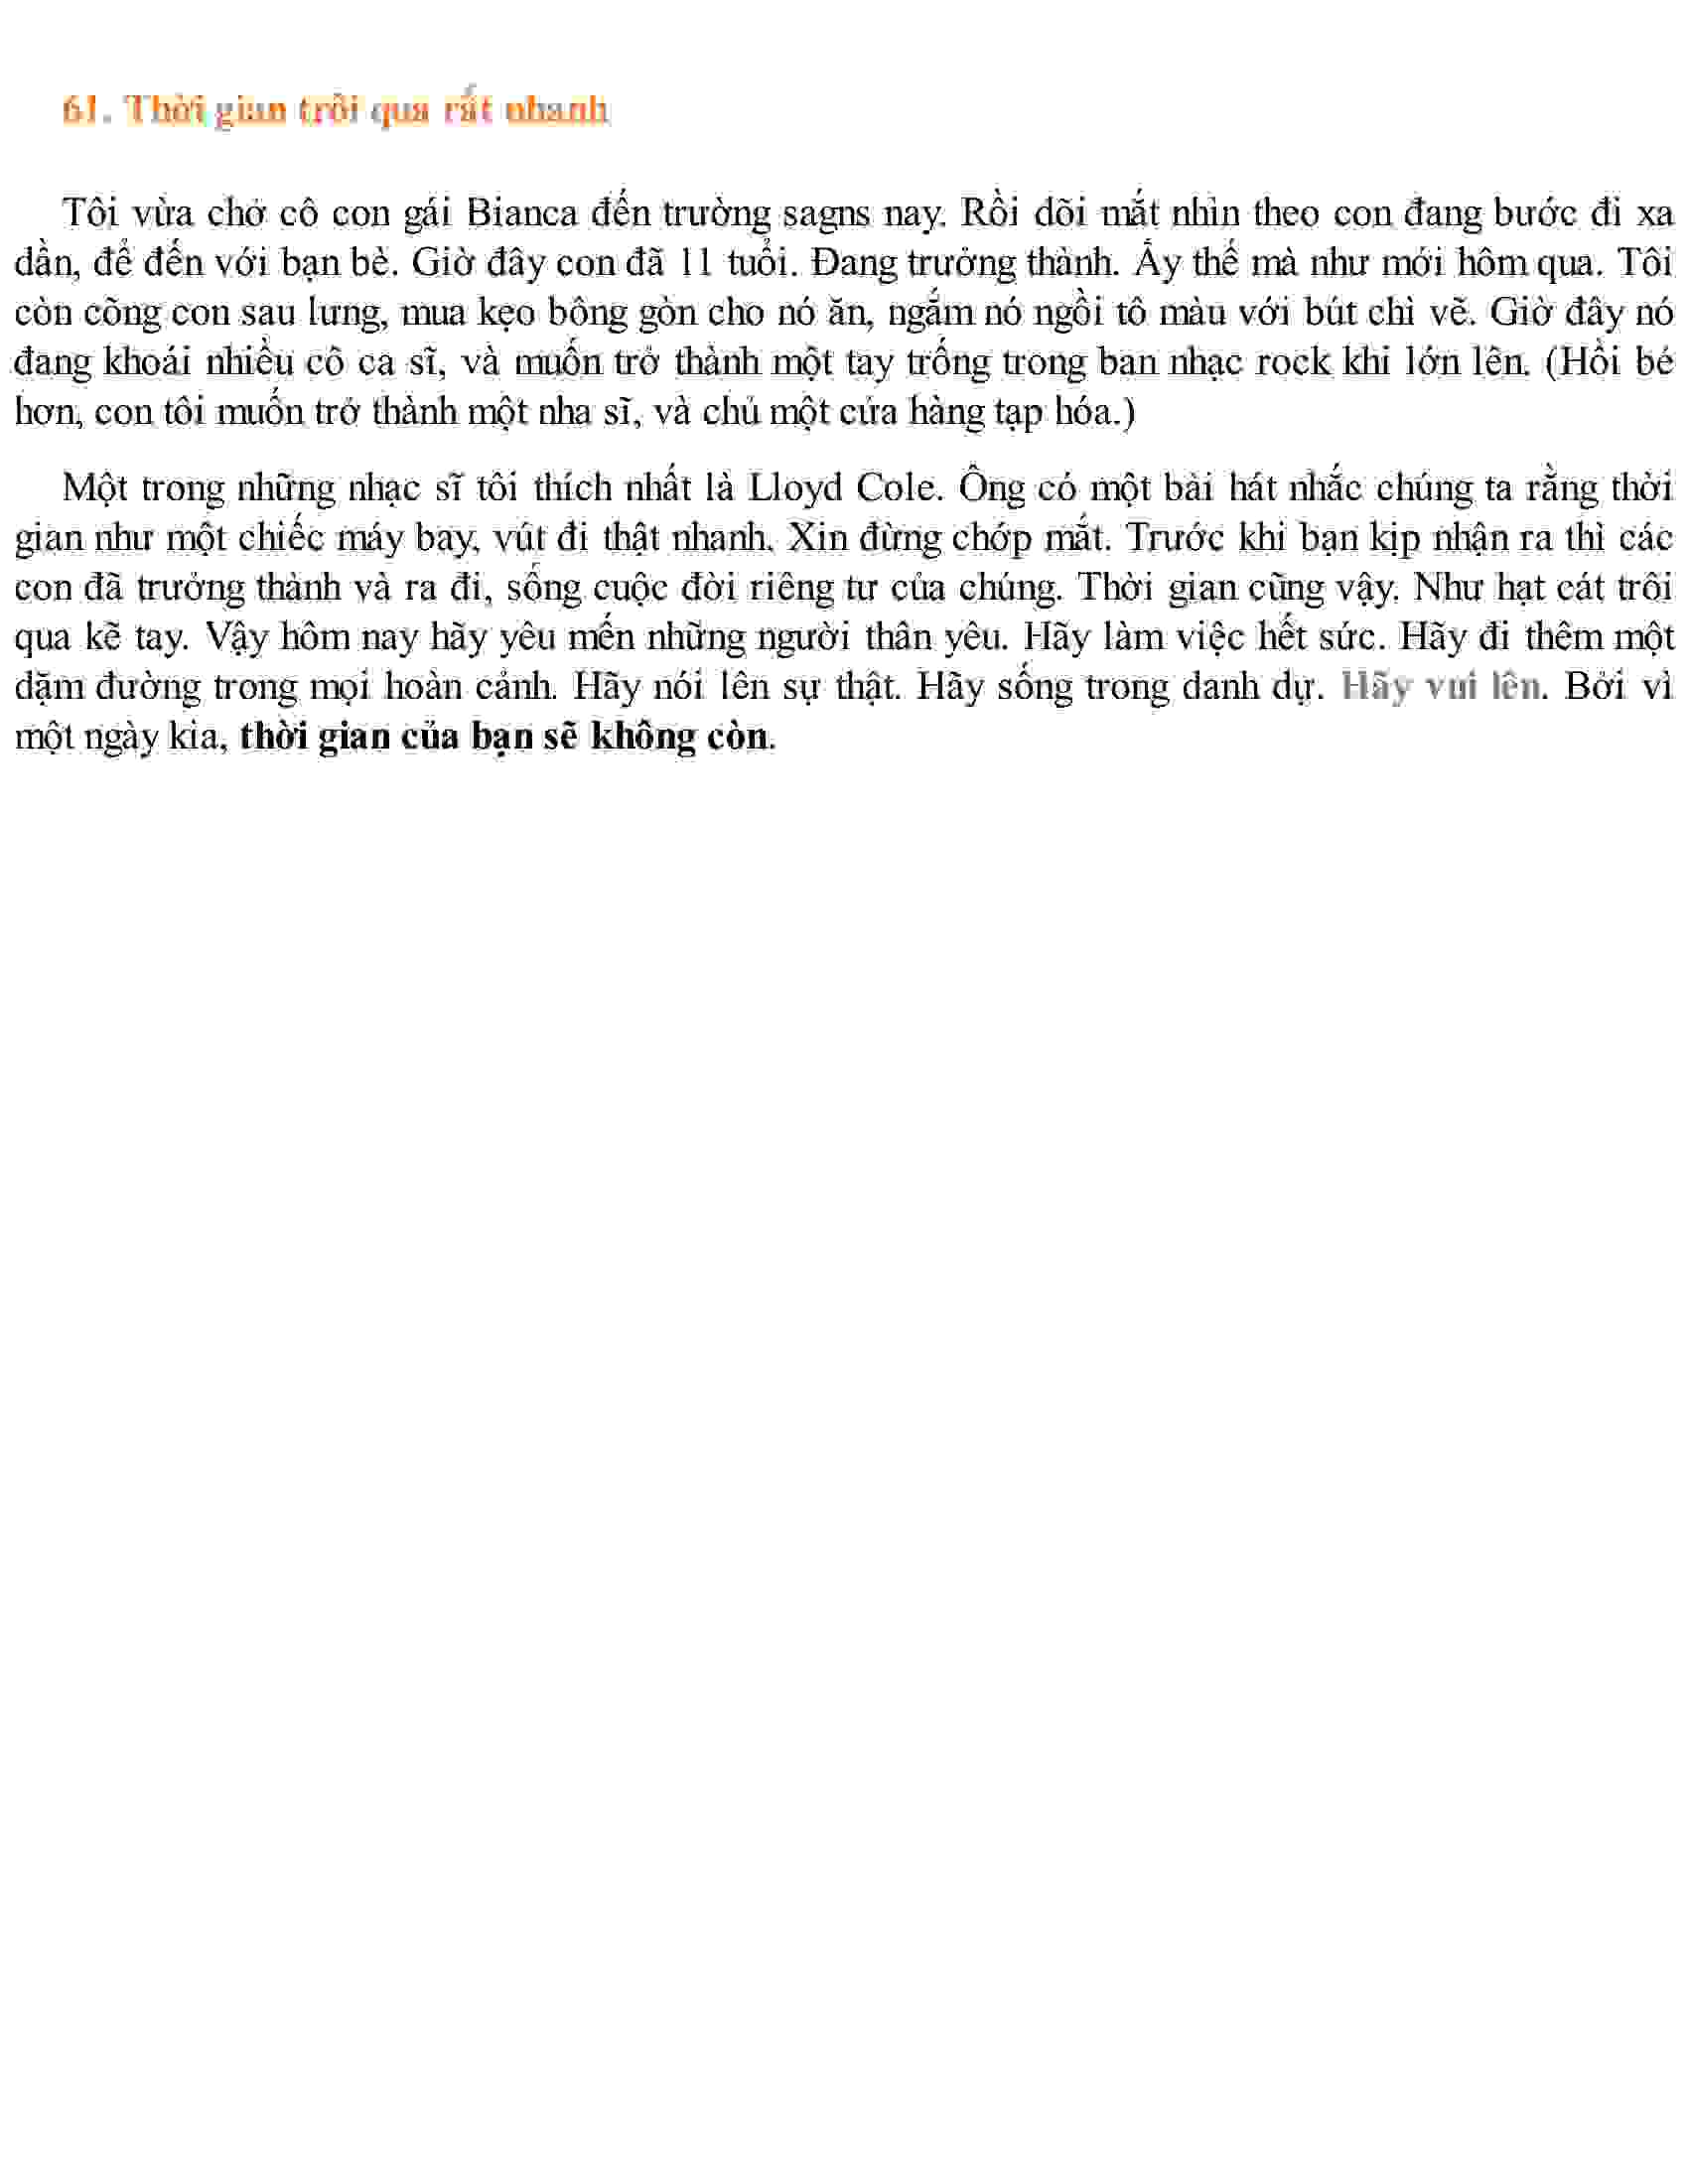 61. Thời gian trôi qua rất nhanh
Tôi vừa chở cô con gái Bianca đến trường sagns nay. Rồi dõi mắt nhìn theo con đang bước đi xa
dần, để đến với bạn bè. Giờ đây con đã 11 tuổi. Đang trưởng thành. Ấy thế mà như mới hôm qua. Tôi
còn cõng con sau lưng, mua kẹo bông gòn cho nó ăn, ngắm nó ngồi tô màu với bút chì vẽ. Giờ đây nó
đang khoái nhiều cô ca sĩ, và muốn trở thành một tay trống trong ban nhạc rock khi lớn lên. (Hồi bé
hơn, con tôi muốn trở thành một nha sĩ, và chủ một cửa hàng tạp hóa.)
Một trong những nhạc sĩ tôi thích nhất là Lloyd Cole. Ông có một bài hát nhắc chúng ta rằng thời
gian như một chiếc máy bay, vút đi thật nhanh. Xin đừng chớp mắt. Trước khi bạn kịp nhận ra thì các
con đã trưởng thành và ra đi, sống cuộc đời riêng tư của chúng. Thời gian cũng vậy. Như hạt cát trôi
qua kẽ tay. Vậy hôm nay hãy yêu mến những người thân yêu. Hãy làm việc hết sức. Hãy đi thêm một
dặm đường trong mọi hoàn cảnh. Hãy nói lên sự thật. Hãy sống trong danh dự. Hãy vui lên. Bởi vì
một ngày kia, thời gian của bạn sẽ không còn.